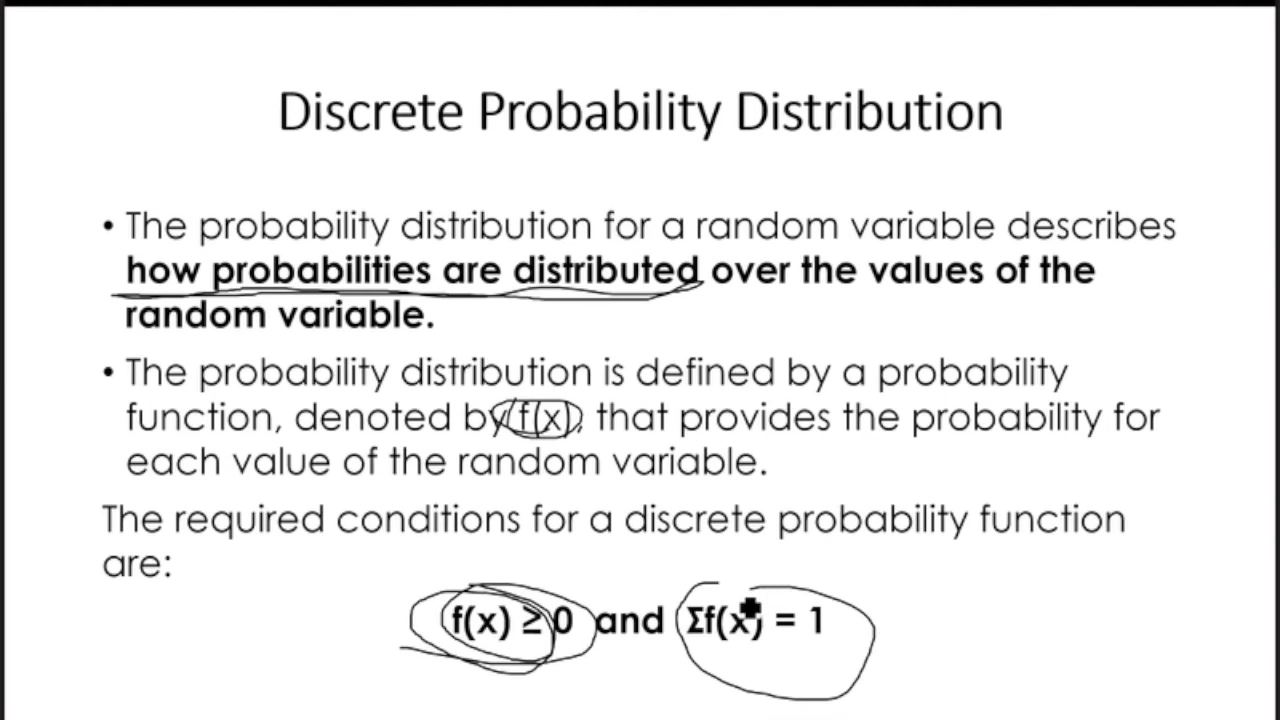 Discrete Probability Distribution
• The probability distribution for a random variable describes
how probabilities are distributed over the values of the
random variable.
• The probability distribution is defined by a probability
function, denoted by f(x), that provides the probability for
each value of the random variable.
The required conditions for a discrete probability function
are:
f(x) ≥ 0 and Σf(x) = 1